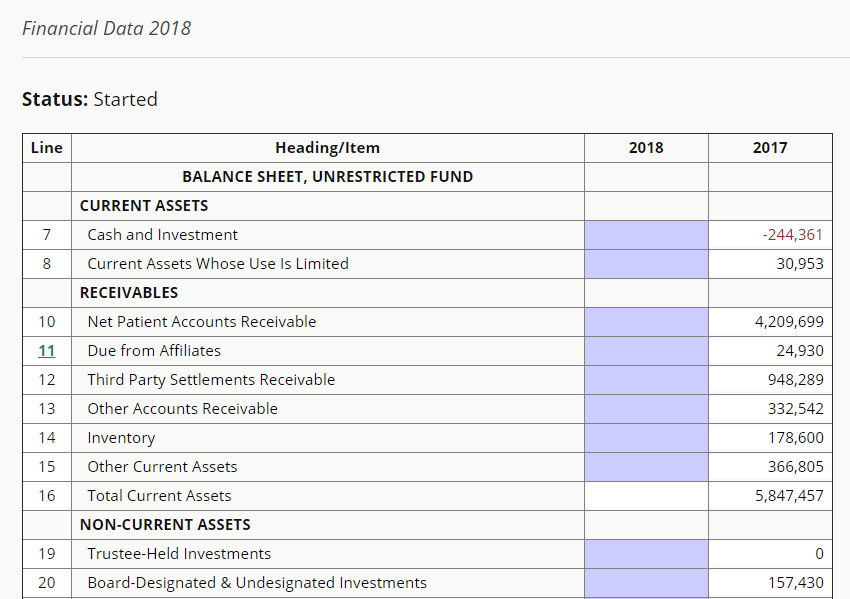 Financial Data 2018
Status: Started
Line Heading/Item 2018 2017
BALANCE SHEET, UNRESTRICTED FUND
CURRENT ASSETS
7 Cash and Investment -244,361
8 Current Assets Whose Use Is Limited 30,953
RECEIVABLES
10 Net Patient Accounts Receivable 4,209,699
11 Due from Affiliates 24,930
12 Third Party Settlements Receivable 948,289
13 Other Accounts Receivable 332,542
14 Inventory 178,600
15 Other Current Assets 366,805
16 Total Current Assets 5,847,457
NON-CURRENT ASSETS
19 Trustee-Held Investments 0
20 Board-Designated & Undesignated Investments 157,430